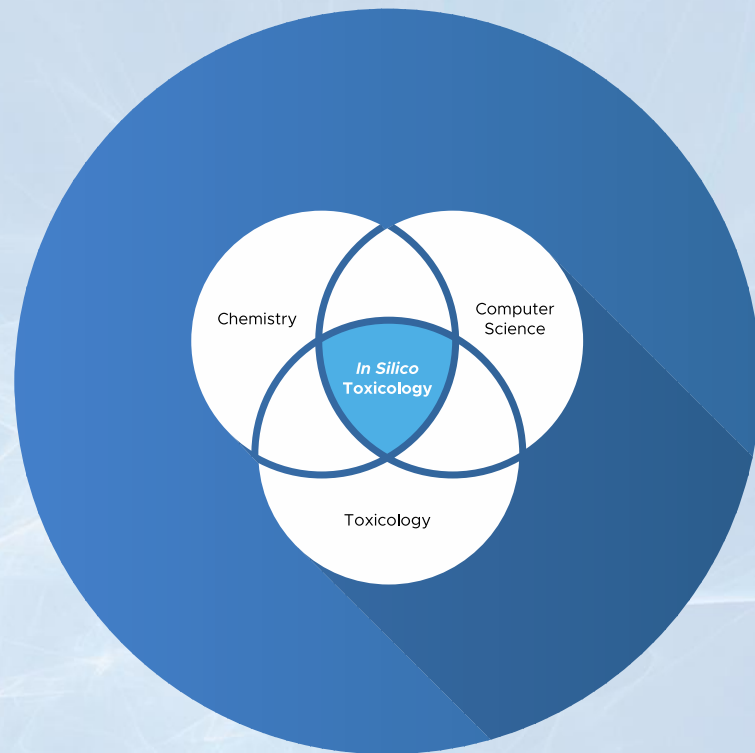 Chemistry
Computer
Science
In Silico
Toxicology
Toxicology